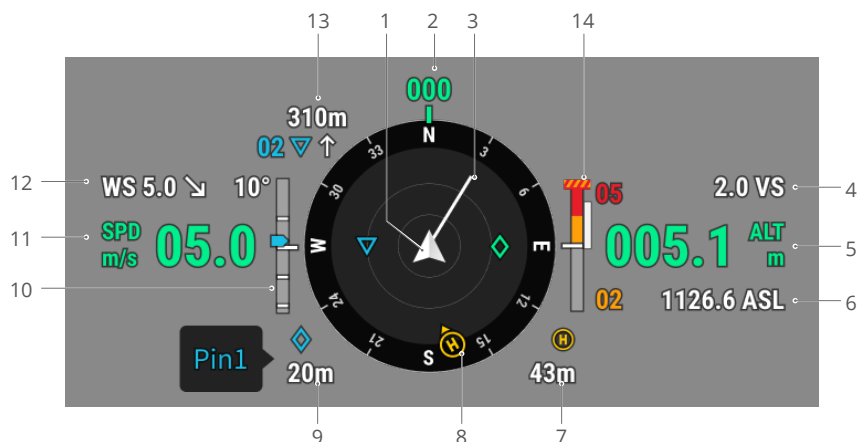 13 1 2 3 14
000
310m
02
N
33 3
30 6
12 WS 5.0 10° 05 2.0 VS 4
11 SPD m/s 05.0 W E 005.1 ALT m 5
10 24 12 02 1126.6 ASL 6
21 15
S H H
Pin1
20m 43m
9 8 7